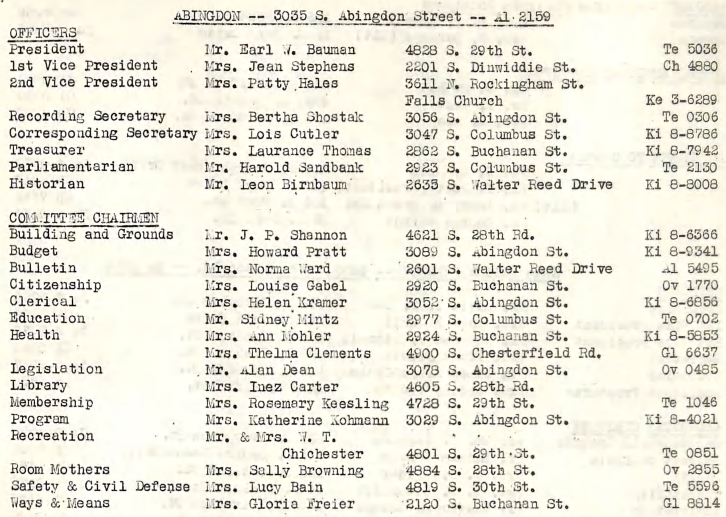 ABINGDON -- 3035 S. Abingdon Street -- Al 2159
OFFICERS
President Mr. Earl W. Bauman 4828 S. 29th St. Te 5036
1st Vice President Mrs. Jean Stephens 2201 S. Dinwiddie St. Ch 4880
2nd Vice President Mrs. Patty Hales 3611 N. Rockingham St.
Falls Church Ke 3-6289
Recording Secretary Mrs. Bertha Shostak 3056 S. Abingdon St. Te 0306
Corresponding Secretary Mrs. Lois Cutler 3047 S. Columbus St. Ki 8-8786
Treasurer Mrs. Laurance Thomas 2862 S. Buchanan St. Ki 8-7942
Parliamentarian Mr. Harold Sandbank 2923 S. Columbus St. Te 2130
Historian Mr. Leon Birnbaum 2635 S. Walter Reed Drive Ki 8-8008
COMMITTEE CHAIRMEN
Building and Grounds Mr. J. P. Shannon 4621 S. 28th Rd. Ki 8-6366
Budget Mrs. Howard Pratt 3089 S. Abingdon St. Ki 8-9341
Bulletin Mrs. Norma Ward 2601 S. Walter Reed Drive Al 5495
Citizenship Mrs. Louise Gabel 2920 S. Buchanan St. Ov 1770
Clerical Mrs. Helen Kramer 3052 S. Abingdon St. Ki 8-6856
Education Mr. Sidney Mintz 2977 S. Columbus St. Te 0702
Health Mrs. Ann Mohler 2924 S. Buchanan St. Ki 8-5853
Mrs. Thelma Clements 4900 S. Chesterfield Rd. Gl 6637
Legislation Mr. Alan Dean 3078 S. Abingdon St. Ov 0485
Library Mrs. Inez Carter 4605 S. 28th Rd.
Membership Mrs. Rosemary Keesling 4728 S. 29th St. Te 1046
Program Mrs. Katherine Kohmann 3029 S. Abingdon St. Ki 8-4021
Recreation Mr. & Mrs. W. T.
Chichester 4801 S. 29th St. Te 0851
Room Mothers Mrs. Sally Browning 4884 S. 28th St. Ov 2855
Safety & Civil Defense Mrs. Lucy Bain 4819 S. 30th St. Te 5596
Ways & Means Mrs. Gloria Freier 2120 S. Buchanan St. Gl 8814